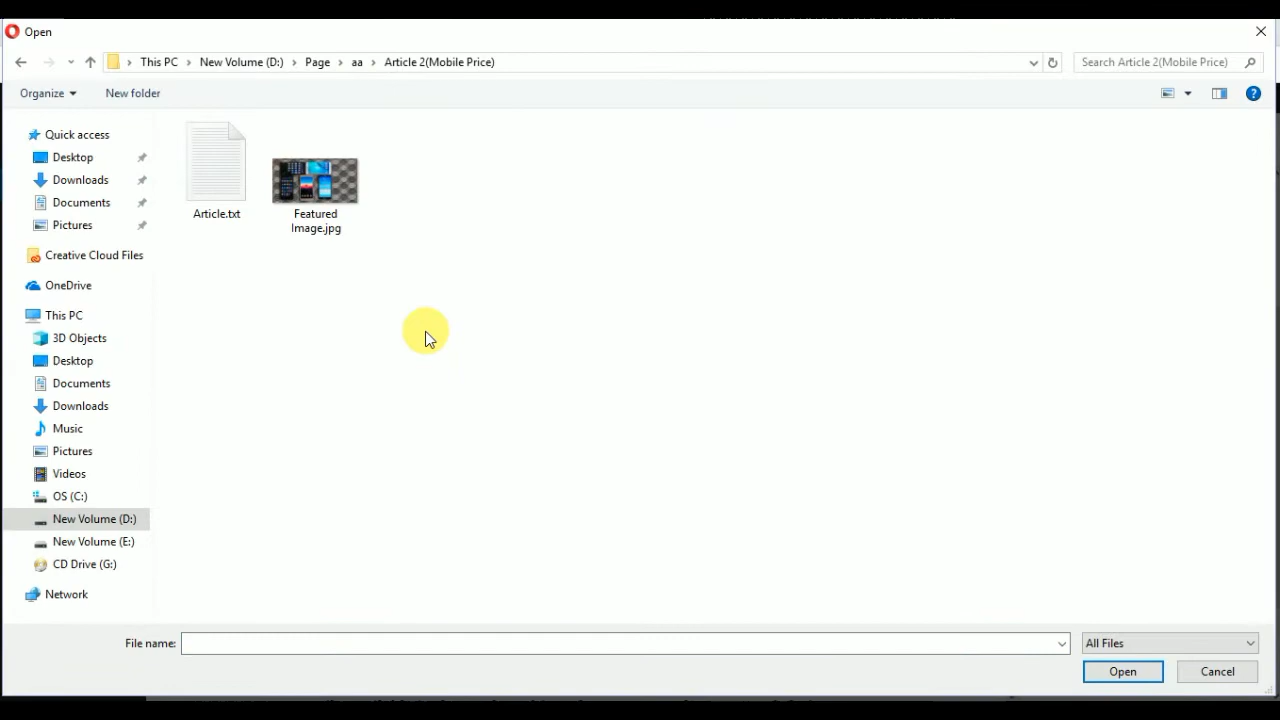 Open
This PC
New Volume (D:)
Page
aa
Article 2(Mobile Price)
Search Article 2(Mobile Price)
Organize
New folder
?
Quick access
Desktop
Downloads
Documents
Pictures
Creative Cloud Files
OneDrive
This PC
3D Objects
Desktop
Documents
Downloads
Music
Pictures
Videos
OS (C:)
New Volume (D:)
New Volume (E:)
CD Drive (G:)
Network
Article.txt
Featured
Image.jpg
File name:
All Files
Open
Cancel